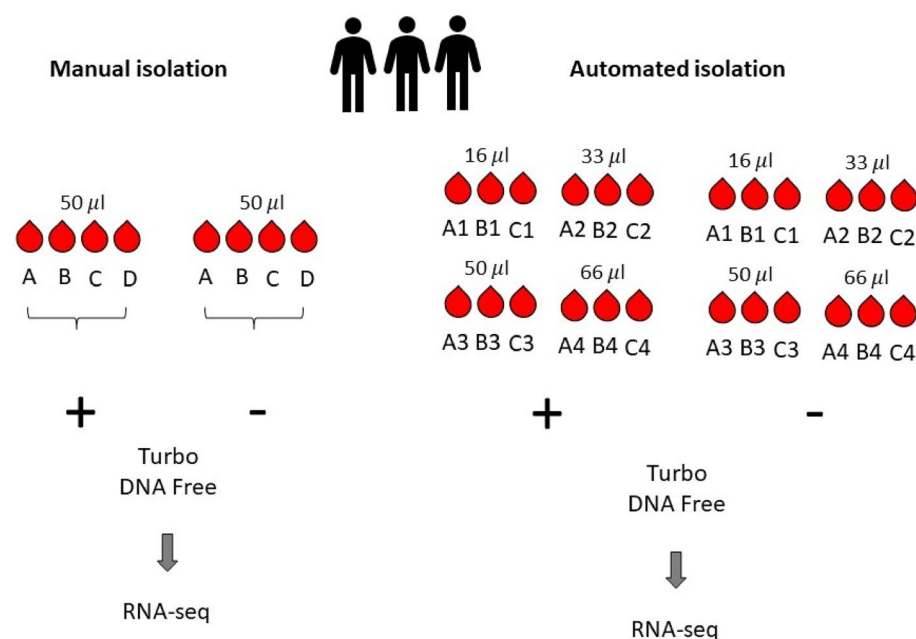 Manual isolation
Automated isolation
50 μl
50 μl
A B C D
A B C D
+
-
Turbo
DNA Free
RNA-seq
16 μl
33 μl
16 μl
33 μl
A1 B1 C1
A2 B2 C2
A1 B1 C1
A2 B2 C2
50 μl
66 μl
50 μl
66 μl
A3 B3 C3
A4 B4 C4
A3 B3 C3
A4 B4 C4
+
-
Turbo
DNA Free
RNA-seq